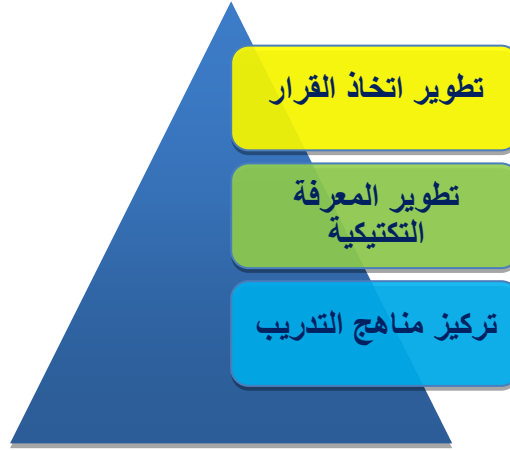 تطوير اتخاذ القرار
تطوير المعرفة
التكتيكية
تركيز مناهج التدريب